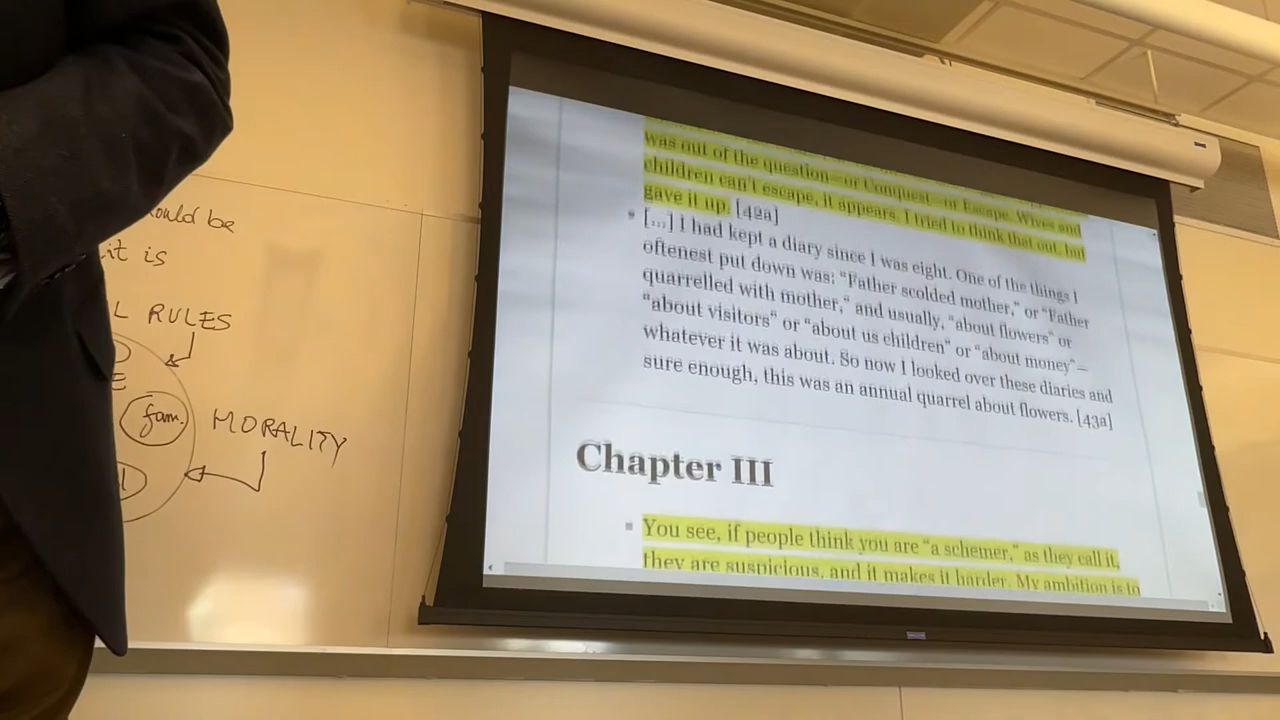 ould be
it is
L RULES
fam.
MORALITY
was out of the question—or Conquest—or Escape. Wives and
children can't escape, it appears. I tried to think that out, but
gave it up. [42a]
[...] I had kept a diary since I was eight. One of the things I
oftenest put down was: “Father scolded mother,” or “Father
quarrelled with mother,” and usually, “about flowers” or
“about visitors” or “about us children” or “about money”—
whatever it was about. So now I looked over these diaries and
sure enough, this was an annual quarrel about flowers. [43a]
Chapter III
You see, if people think you are “a schemer,” as they call it,
they are suspicious, and it makes it harder. My ambition is to